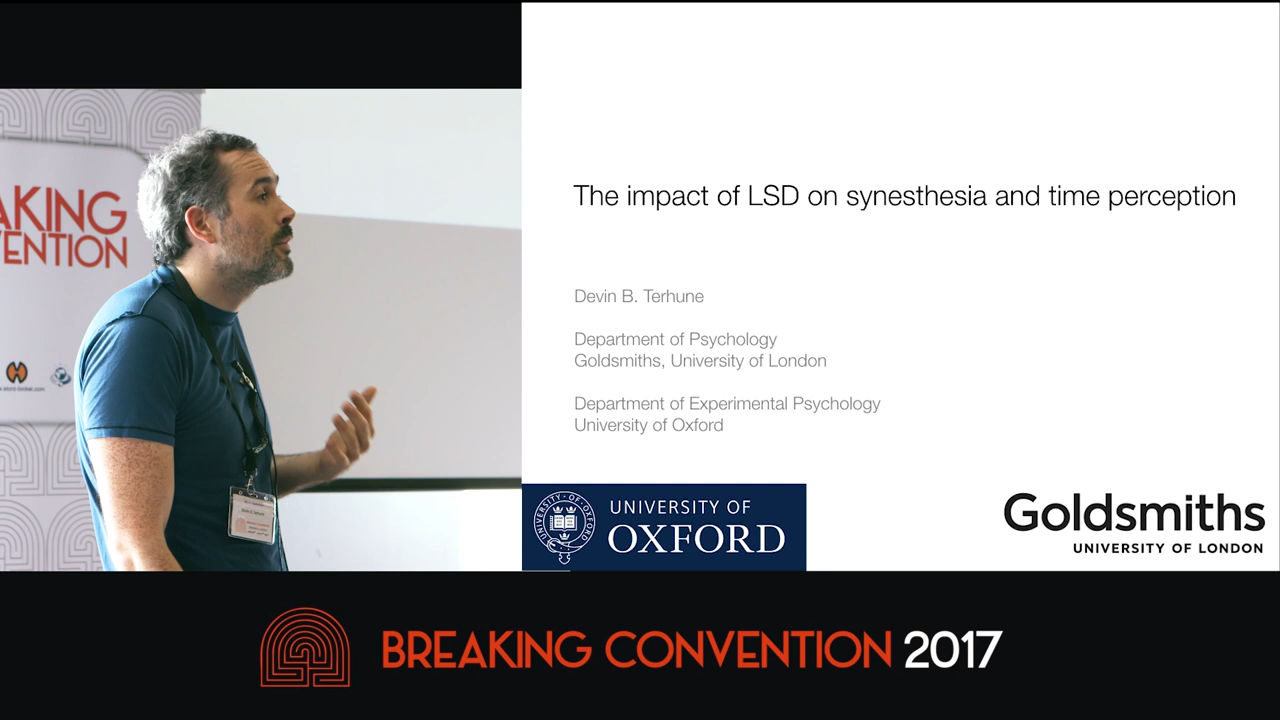 AKING
ENTION
The impact of LSD on synesthesia and time perception
Devin B. Terhune
Department of Psychology
Goldsmiths, University of London
Department of Experimental Psychology
University of Oxford
UNIVERSITY OF
OXFORD
Goldsmiths
UNIVERSITY OF LONDON
BREAKING CONVENTION 2017